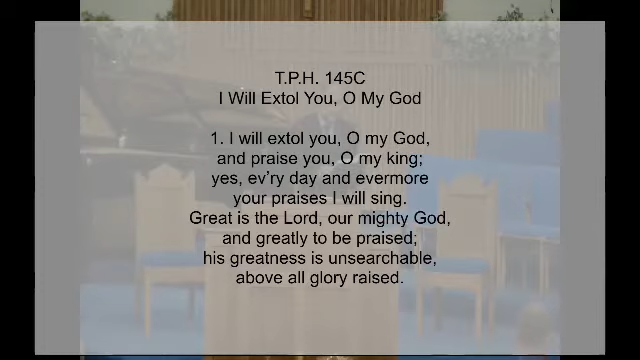 T.P.H. 145C
I Will Extol You, O My God
1. I will extol you, O my God,
and praise you, O my king;
yes, ev'ry day and evermore
your praises I will sing.
Great is the Lord, our mighty God,
and greatly to be praised;
his greatness is unsearchable,
above all glory raised.